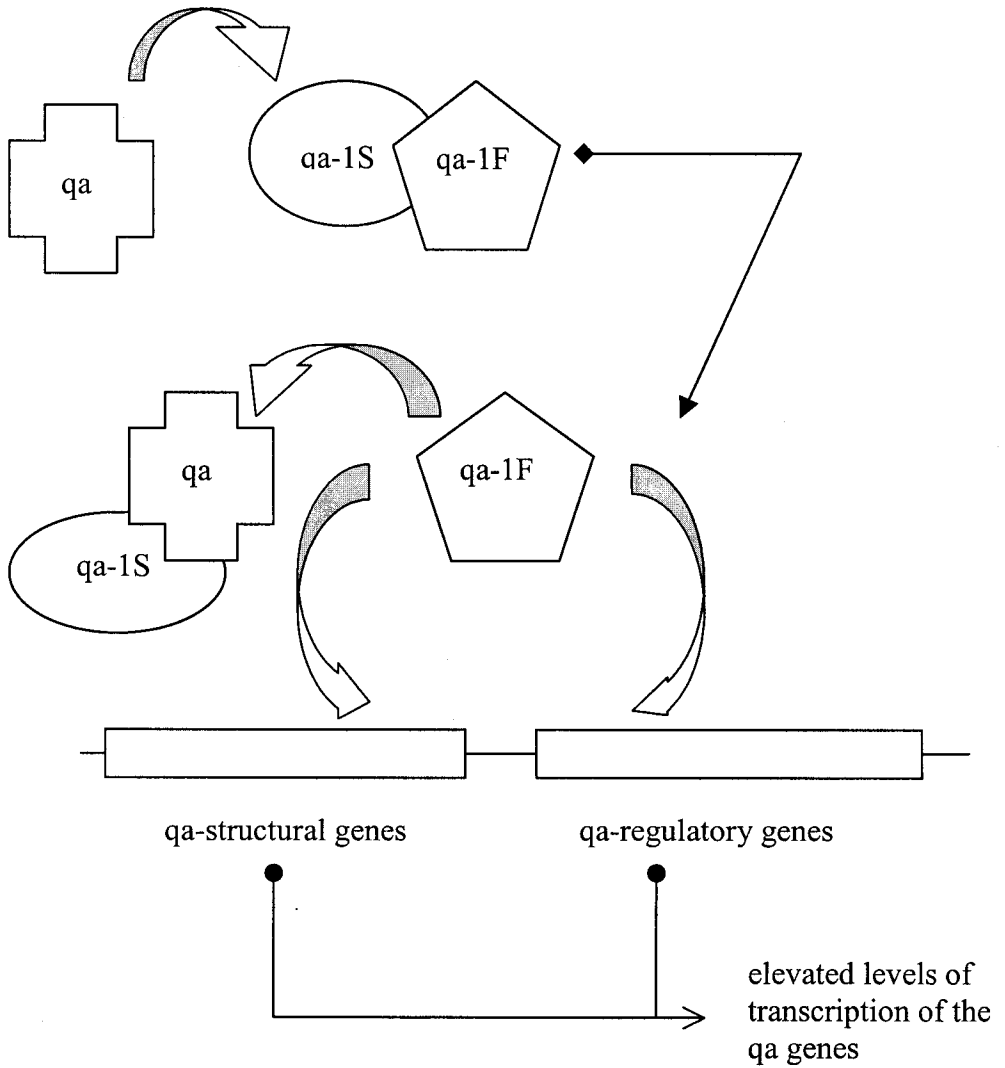 qa
qa-1S
qa-1F
qa
qa-1F
qa-1S
qa-structural genes
qa-regulatory genes
elevated levels of
transcription of the
qa genes